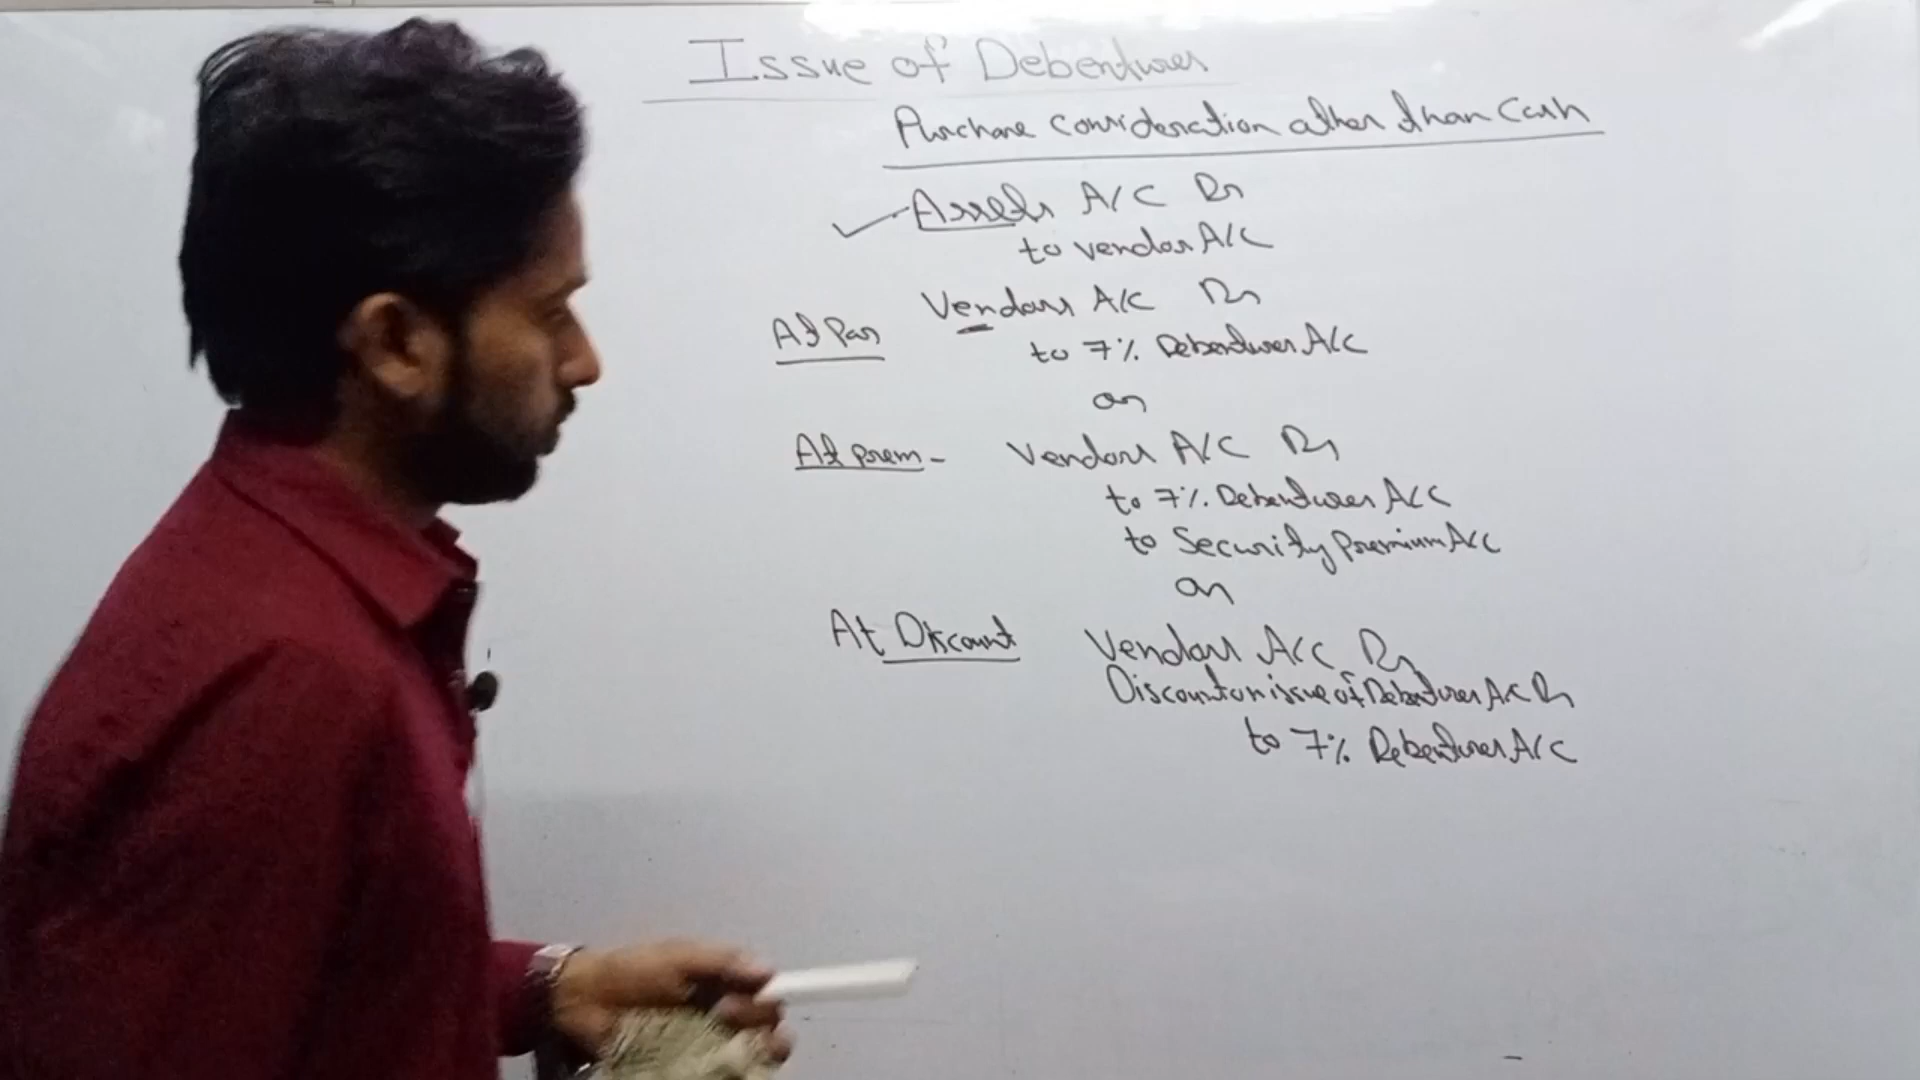 Issue of Debentures
Purchase consideration other than Cash
Assets A/C Dr
to vendor A/C
At Par Vendors A/C Dr
to 7% Debentures A/C
or
At prem - Vendors A/C Dr
to 7% Debentures A/C
to Security Premium A/C
or
At Discount Vendors A/C Dr
Discount on issue of Debentures A/C Dr
to 7% Debentures A/C